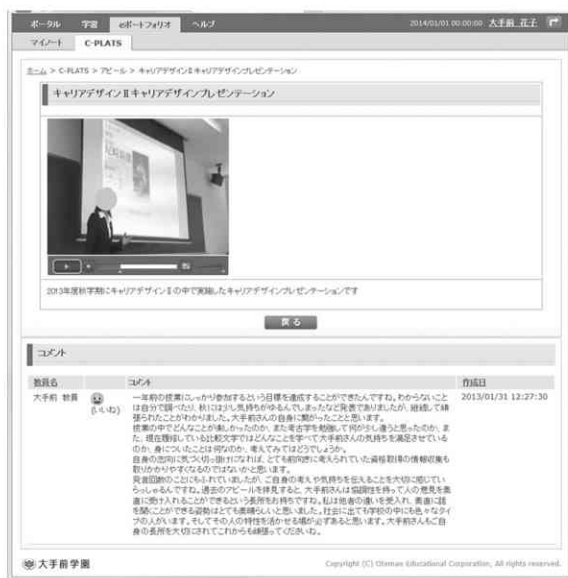 ポータル 学習 eポートフォリオ ヘルプ 2014/01/01 00:00:00 大手前 花子
マイノート C-PLATS
ホーム > C-PLATS > アピール > キャリアデザインⅡキャリアデザインプレゼンテーション
キャリアデザインⅡキャリアデザインプレゼンテーション
2013年度秋学期にキャリアデザインⅡの中で実施したキャリアデザインプレゼンテーションです
戻る
コメント
教員名 コメント 作成日
大手前 教員 (いいね) 一年前の授業にしっかり参加するという目標を達成することができたんですね。わからないこと 2013/01/31 12:27:30
は自分で調べたり、秋には少し気持ちがゆるんでしまったなど発表でありましたが、継続して頑
張られたことがわかりました。大手前さんの自身に繋がったことと思います。
授業の中でどんなことが楽しかったのか、また考古学を勉強して何が少し違うと思ったのか、ま
た、現在履修している比較文学ではどんなことを学べて大手前さんの気持ちを満足させている
のか、身についたことは何なのか、考えてみてはどうでしょうか。
自身の志向に気づく切っ掛けになれば、とても前向きに考えられていた資格取得の情報収集も
取りかかりやすくなるのではないかと思います。
発言回数のことにもふれていましたが、ご自身の考えや気持ちを伝えることを大切に感じてい
らっしゃるんですね。過去のアピールを拝見すると、大手前さんは協調性を持って人の意見を素
直に受け入れることができるという長所をお持ちですね。私は他者の違いを受入れ、素直に話
を聞くことができる姿勢はとても素晴らしいと思いました。社会に出ても学校の中にも色々なタイ
プの人がいます。そしてその人の特性を活かせる場が必ずあると思います。大手前さんもご自
身の長所を大切にされてこれからも頑張ってくださいね。
大手前学園 Copyright (C) Otemae Educational Corporation, All rights reserved.